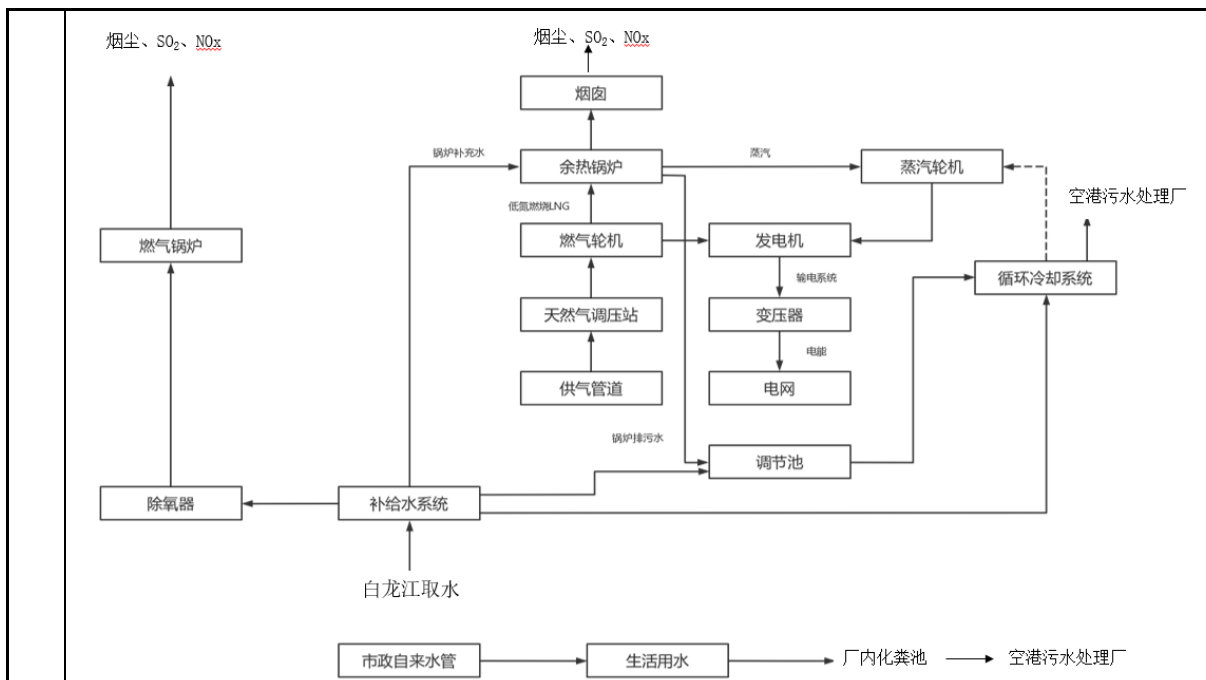 烟尘、SO₂、NOx
烟尘、SO₂、NOx
烟囱
锅炉补充水
余热锅炉
蒸汽
蒸汽轮机
空港污水处理厂
低氮燃烧LNG
燃气锅炉
燃气轮机
发电机
输电系统
循环冷却系统
天然气调压站
变压器
电能
供气管道
电网
锅炉排污水
调节池
除氧器
补给水系统
白龙江取水
市政自来水管
生活用水
厂内化粪池
空港污水处理厂